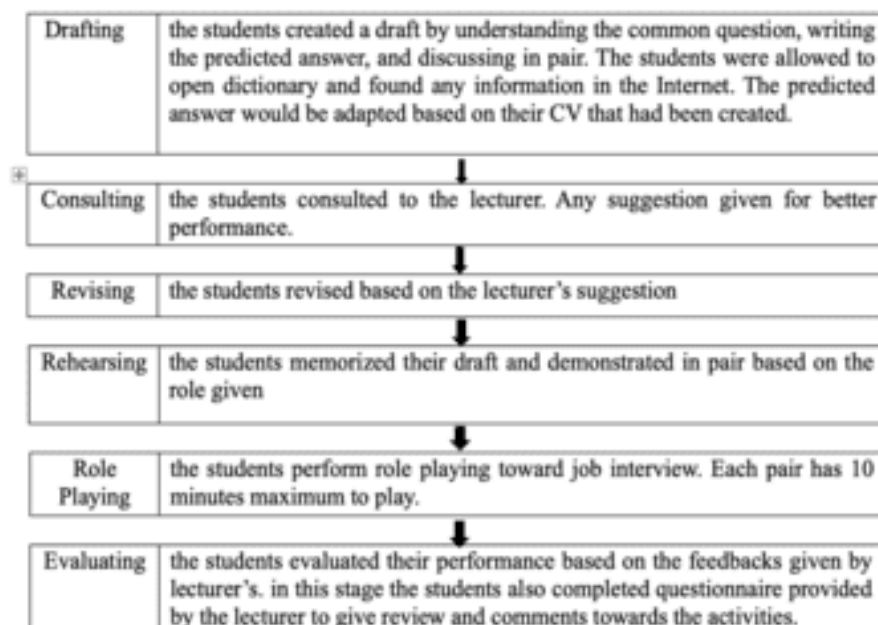 Drafting
the students created a draft by understanding the common question, writing
the predicted answer, and discussing in pair. The students were allowed to
open dictionary and found any information in the Internet. The predicted
answer would be adapted based on their CV that had been created.
Consulting
the students consulted to the lecturer. Any suggestion given for better
performance.
Revising
the students revised based on the lecturer's suggestion
Rehearsing
the students memorized their draft and demonstrated in pair based on the
role given
Role
Playing
the students perform role playing toward job interview. Each pair has 10
minutes maximum to play.
Evaluating
the students evaluated their performance based on the feedbacks given by
lecturer's. in this stage the students also completed questionnaire provided
by the lecturer to give review and comments towards the activities.